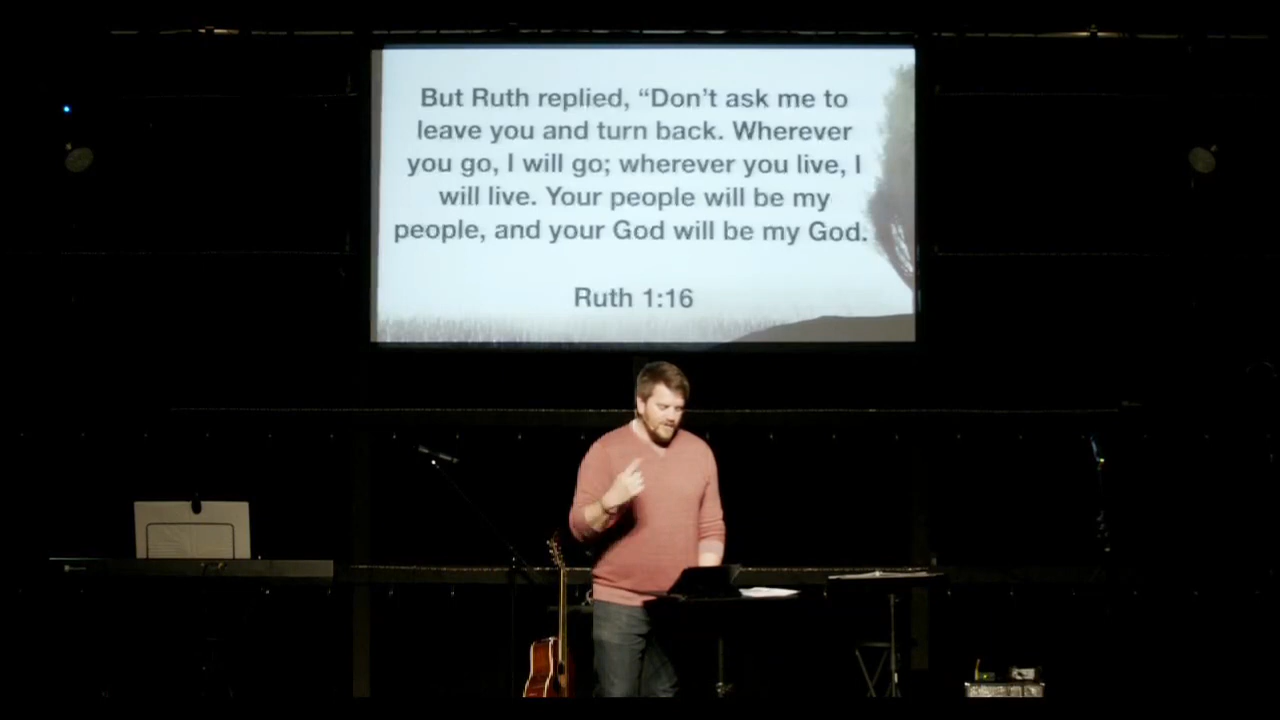 But Ruth replied, “Don’t ask me to
leave you and turn back. Wherever
you go, I will go; wherever you live, I
will live. Your people will be my
people, and your God will be my God.
Ruth 1:16